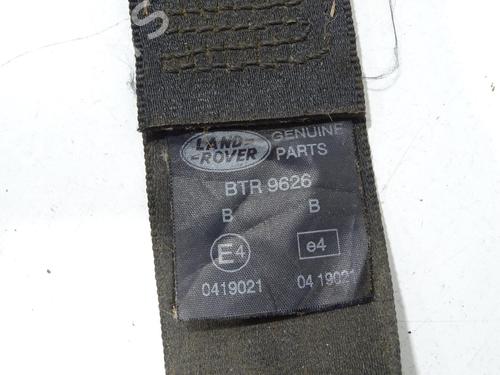 LAND-
-ROVER
GENUINE
PARTS
BTR 9626
B B
E4 e4
0419021 04 19021